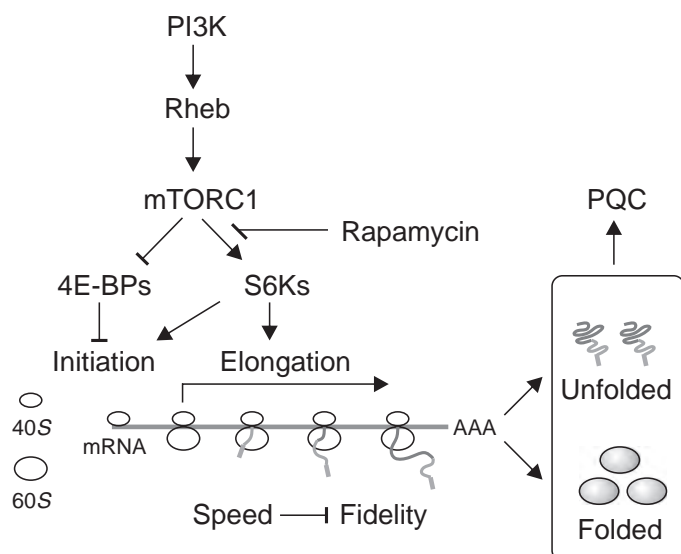 PI3K
Rheb
mTORC1
PQC
Rapamycin
4E-BPs
S6Ks
Initiation
Elongation
Unfolded
40S
mRNA
AAA
60S
Speed
Fidelity
Folded